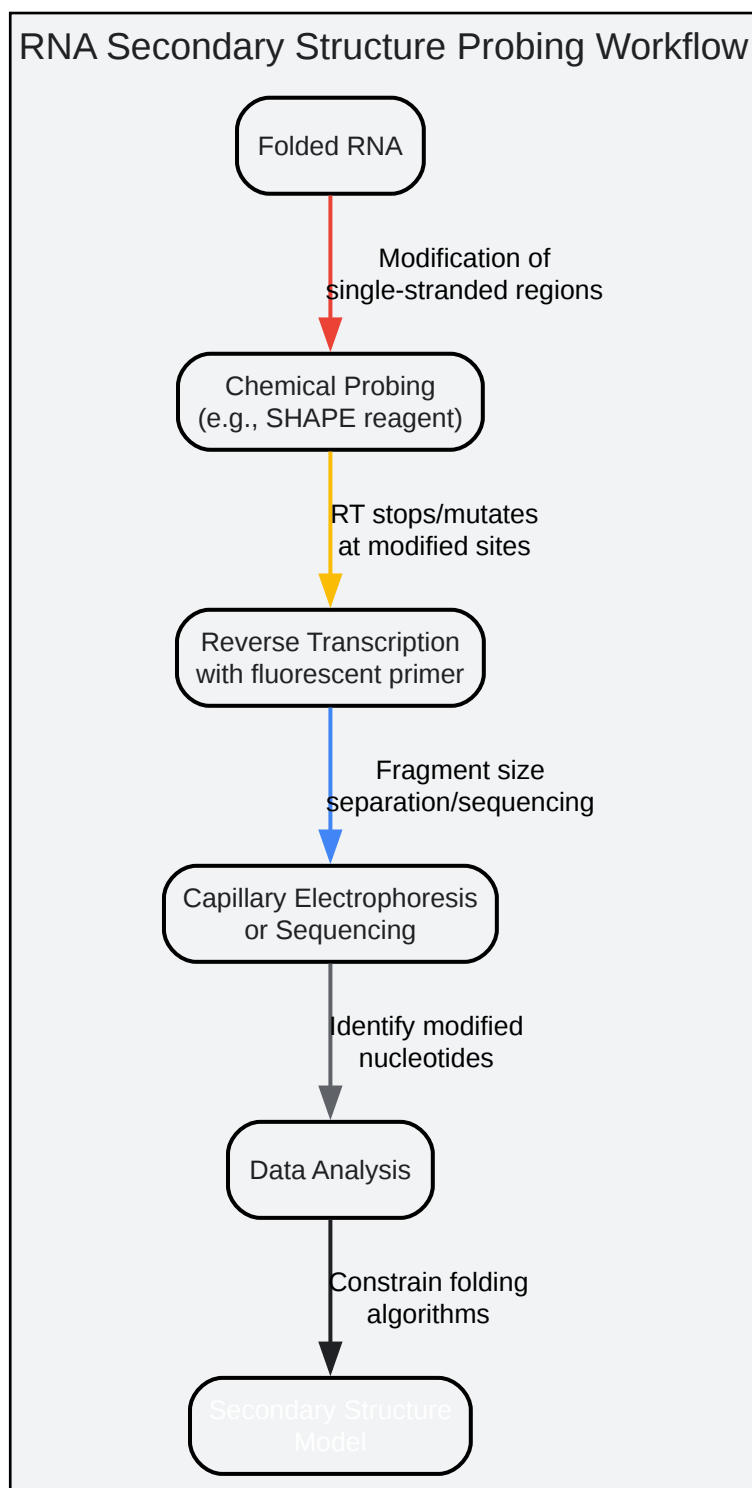 RNA Secondary Structure Probing Workflow
Folded RNA
Modification of
single-stranded regions
Chemical Probing
(e.g., SHAPE reagent)
RT stops/mutates
at modified sites
Reverse Transcription
with fluorescent primer
Fragment size
separation/sequencing
Capillary Electrophoresis
or Sequencing
Identify modified
nucleotides
Data Analysis
Constrain folding
algorithms
Secondary Structure
Model